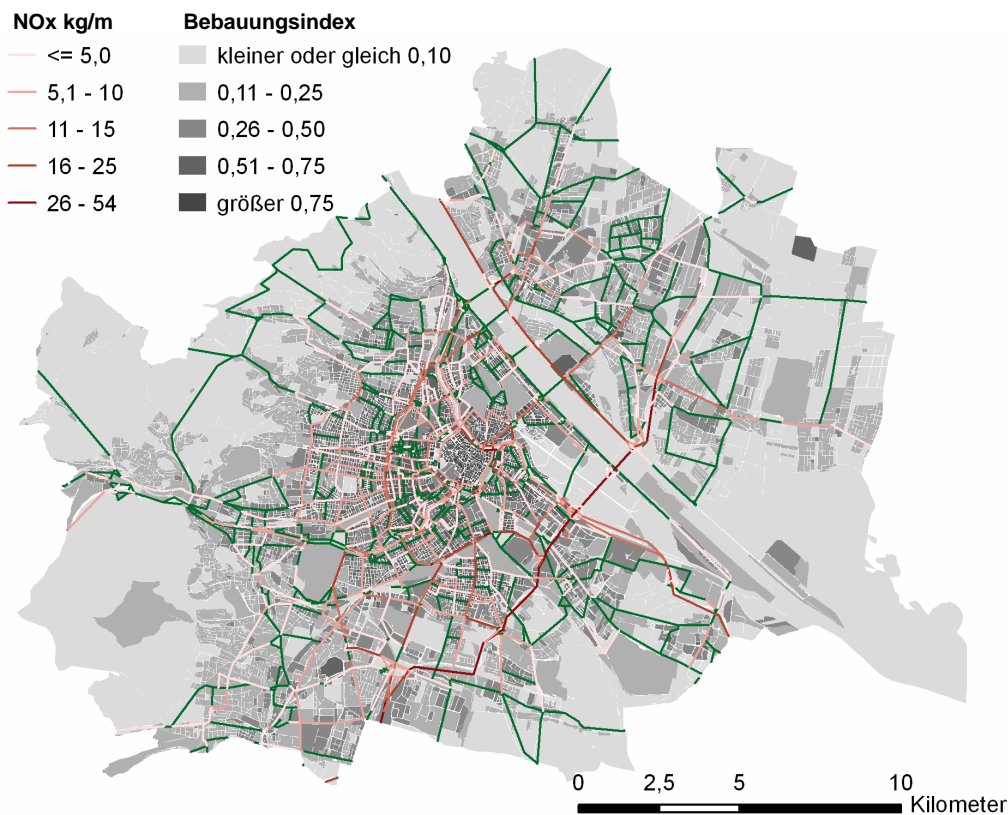 NOx kg/m
<= 5,0
5,1 - 10
11 - 15
16 - 25
26 - 54
Bebauungsindex
kleiner oder gleich 0,10
0,11 - 0,25
0,26 - 0,50
0,51 - 0,75
größer 0,75
0 2,5 5 10
Kilometer